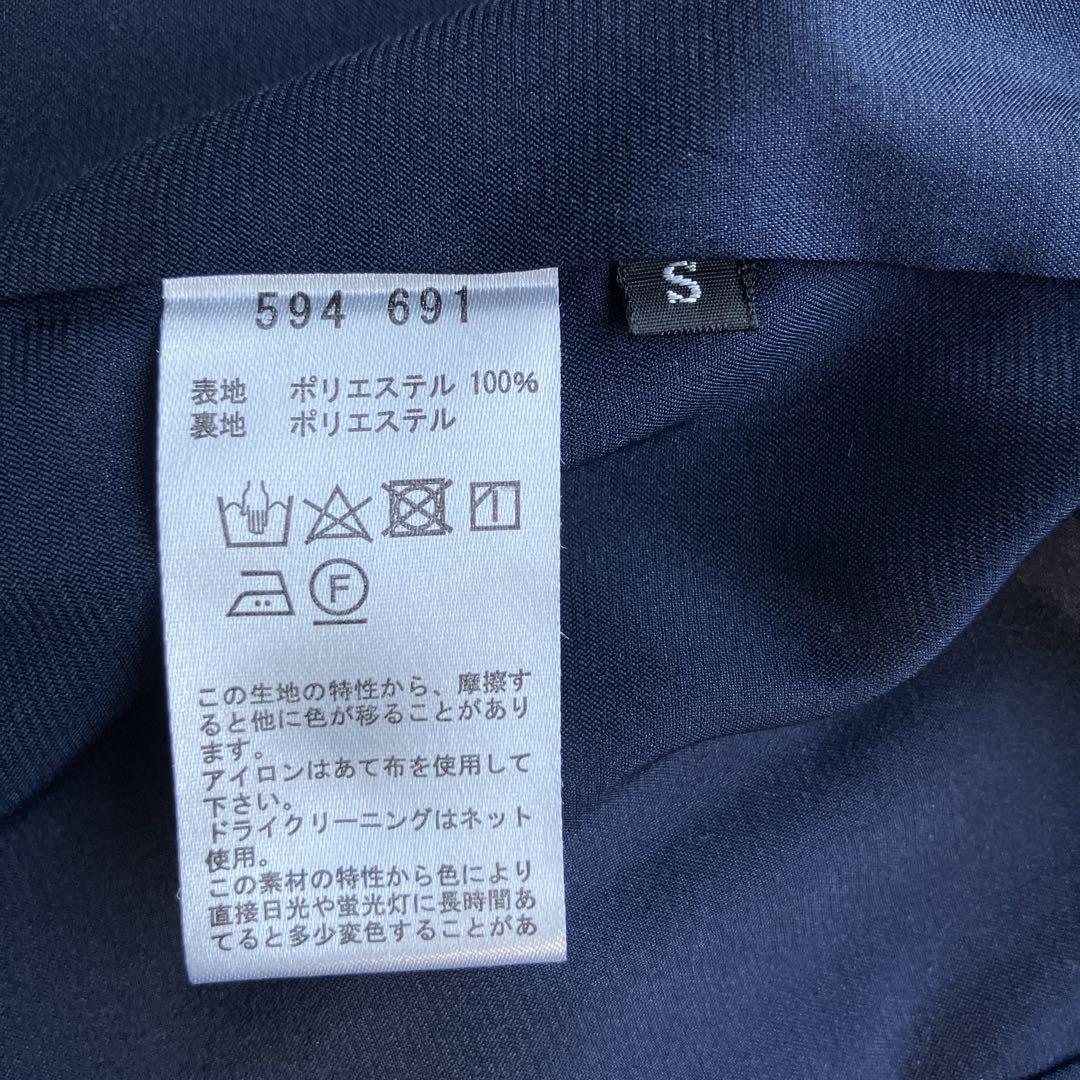 594 691
S
表地 ポリエステル 100%
裏地 ポリエステル
F
この生地の特性から、摩擦す
ると他に色が移ることがあり
ます。
アイロンはあて布を使用して
下さい。
ドライクリーニングはネット
使用。
この素材の特性から色により
直接日光や蛍光灯に長時間あ
てると多少変色することがあ